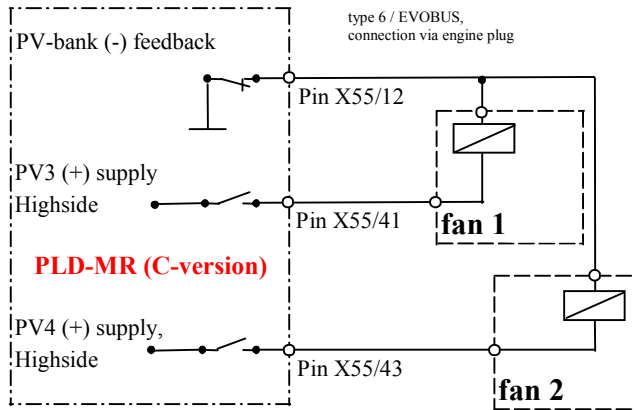 type 6 / EVOBUS,
connection via engine plug
PV-bank (-) feedback
Pin X55/12
PV3 (+) supply
Highside
Pin X55/41
fan 1
PLD-MR (C-version)
PV4 (+) supply,
Highside
Pin X55/43
fan 2